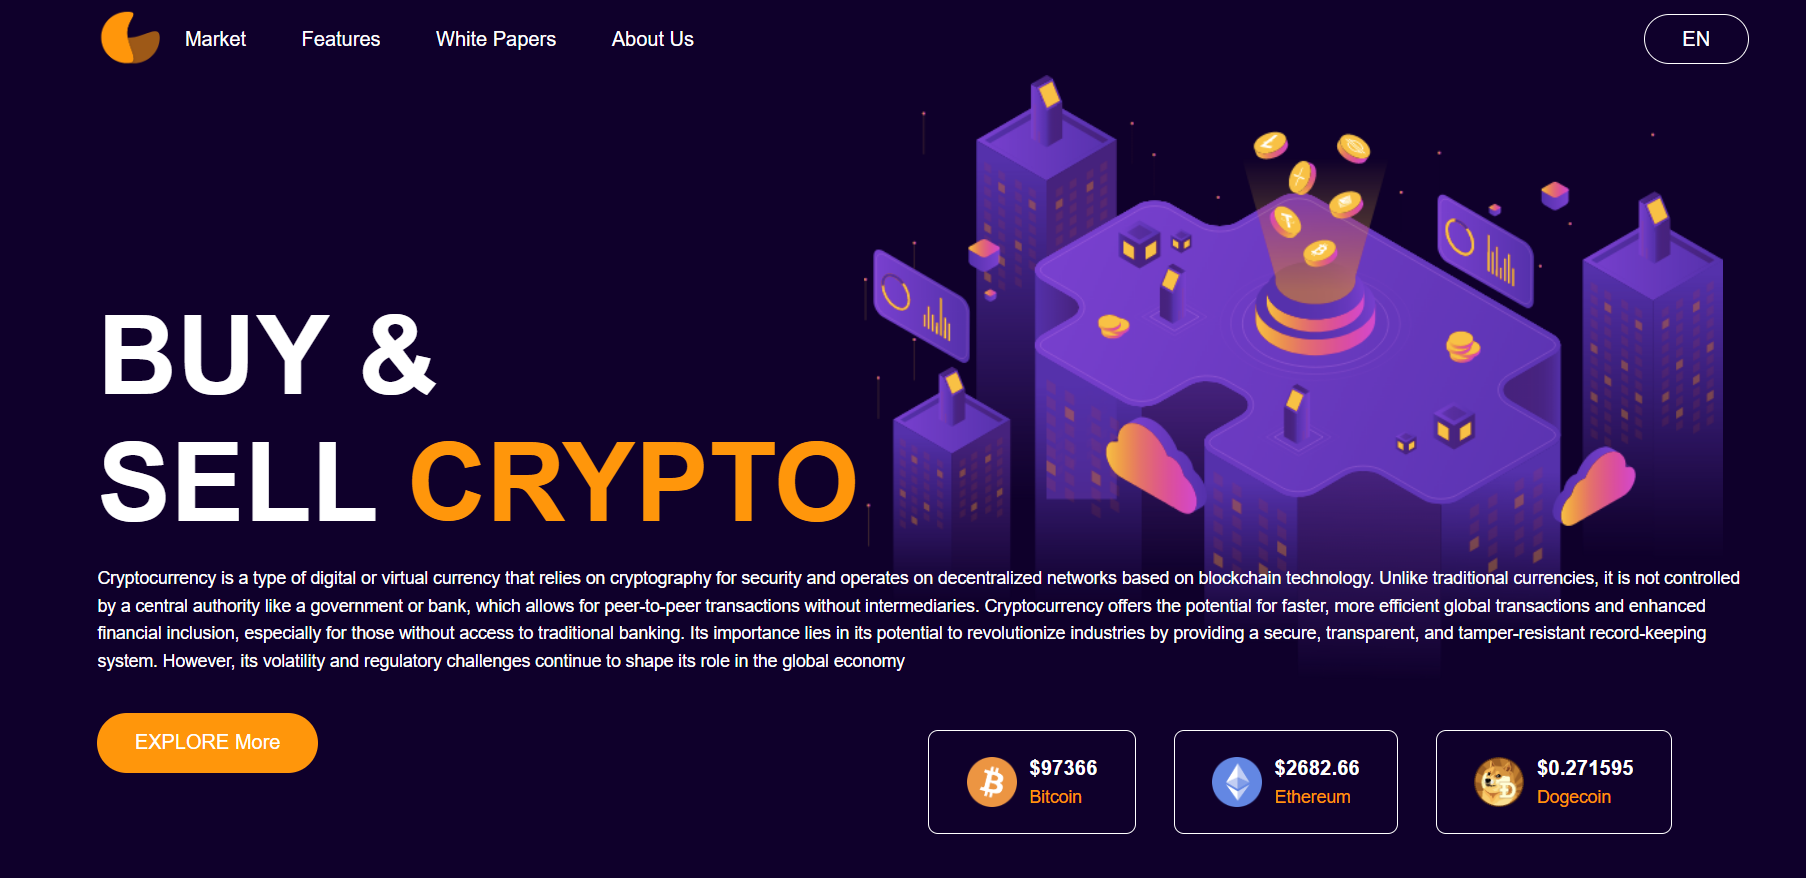 Market Features White Papers About Us EN
BUY &
SELL CRYPTO
Cryptocurrency is a type of digital or virtual currency that relies on cryptography for security and operates on decentralized networks based on blockchain technology. Unlike traditional currencies, it is not controlled
by a central authority like a government or bank, which allows for peer-to-peer transactions without intermediaries. Cryptocurrency offers the potential for faster, more efficient global transactions and enhanced
financial inclusion, especially for those without access to traditional banking. Its importance lies in its potential to revolutionize industries by providing a secure, transparent, and tamper-resistant record-keeping
system. However, its volatility and regulatory challenges continue to shape its role in the global economy
EXPLORE More
$97366
Bitcoin
$2682.66
Ethereum
$0.271595
Dogecoin